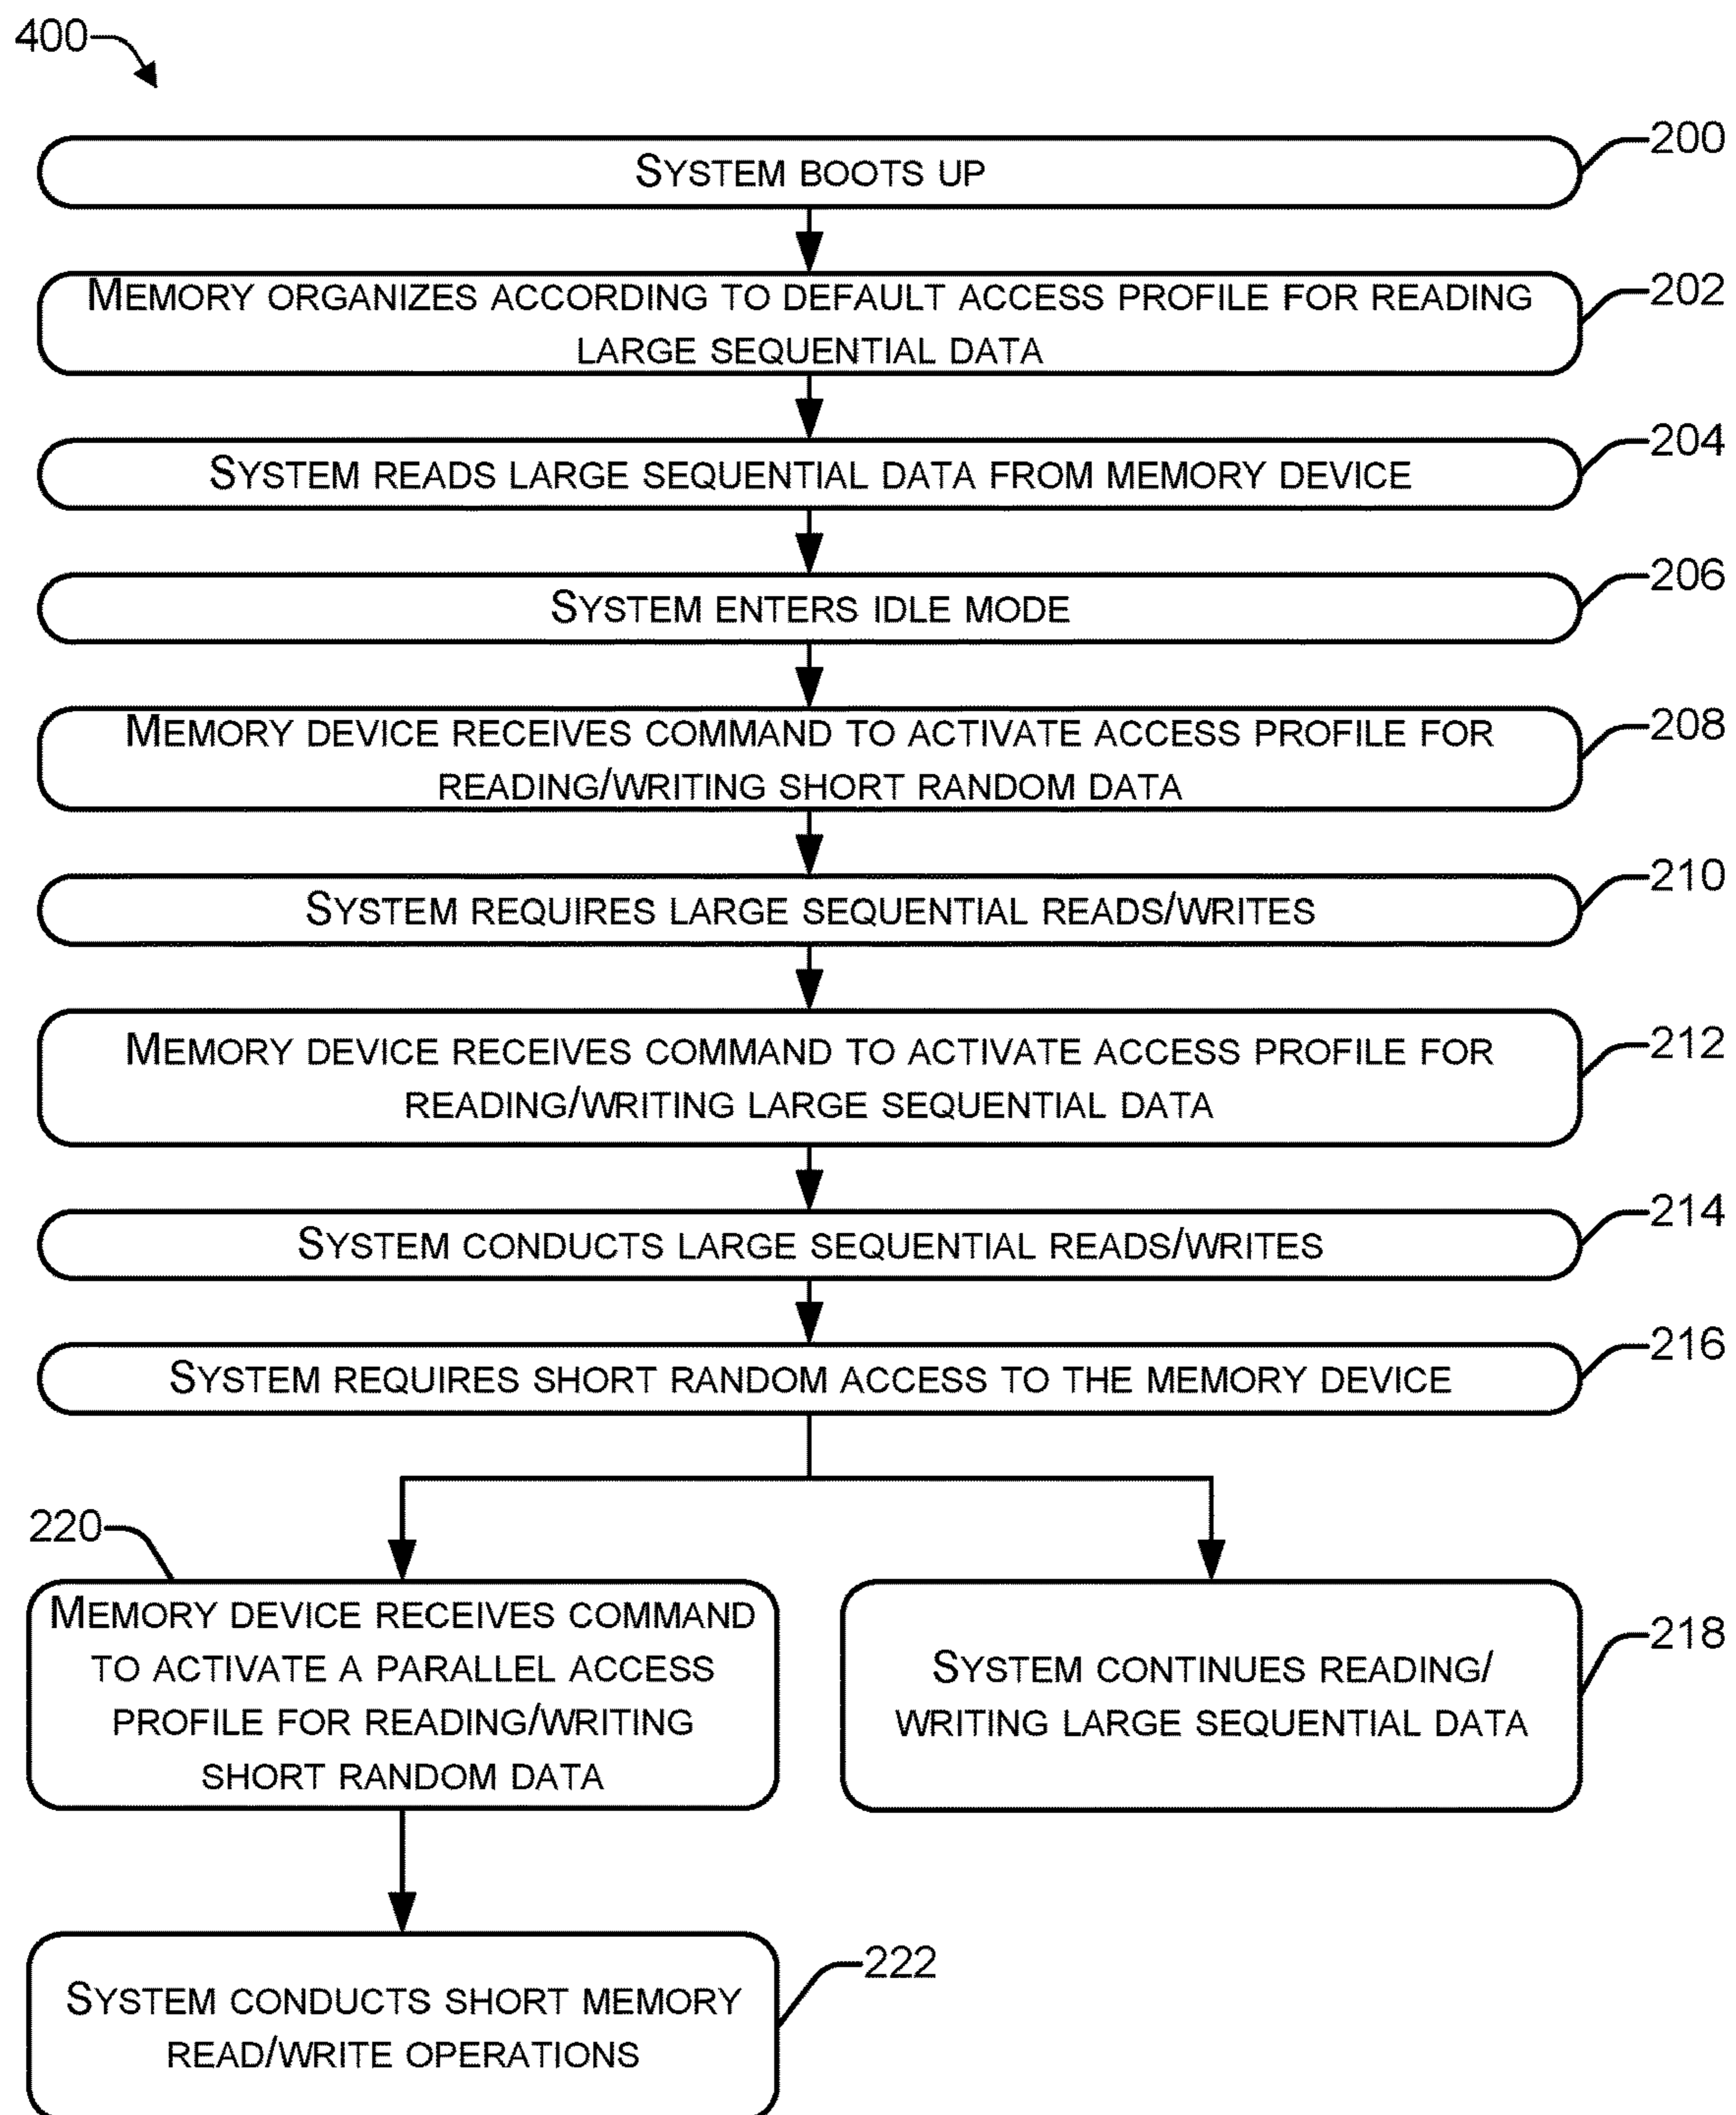 400
200
SYSTEM BOOTS UP
202
MEMORY ORGANIZES ACCORDING TO DEFAULT ACCESS PROFILE FOR READING
LARGE SEQUENTIAL DATA
204
SYSTEM READS LARGE SEQUENTIAL DATA FROM MEMORY DEVICE
206
SYSTEM ENTERS IDLE MODE
208
MEMORY DEVICE RECEIVES COMMAND TO ACTIVATE ACCESS PROFILE FOR
READING/WRITING SHORT RANDOM DATA
210
SYSTEM REQUIRES LARGE SEQUENTIAL READS/WRITES
212
MEMORY DEVICE RECEIVES COMMAND TO ACTIVATE ACCESS PROFILE FOR
READING/WRITING LARGE SEQUENTIAL DATA
214
SYSTEM CONDUCTS LARGE SEQUENTIAL READS/WRITES
216
SYSTEM REQUIRES SHORT RANDOM ACCESS TO THE MEMORY DEVICE
220
MEMORY DEVICE RECEIVES COMMAND
TO ACTIVATE A PARALLEL ACCESS
PROFILE FOR READING/WRITING
SHORT RANDOM DATA
218
SYSTEM CONTINUES READING/
WRITING LARGE SEQUENTIAL DATA
222
SYSTEM CONDUCTS SHORT MEMORY
READ/WRITE OPERATIONS